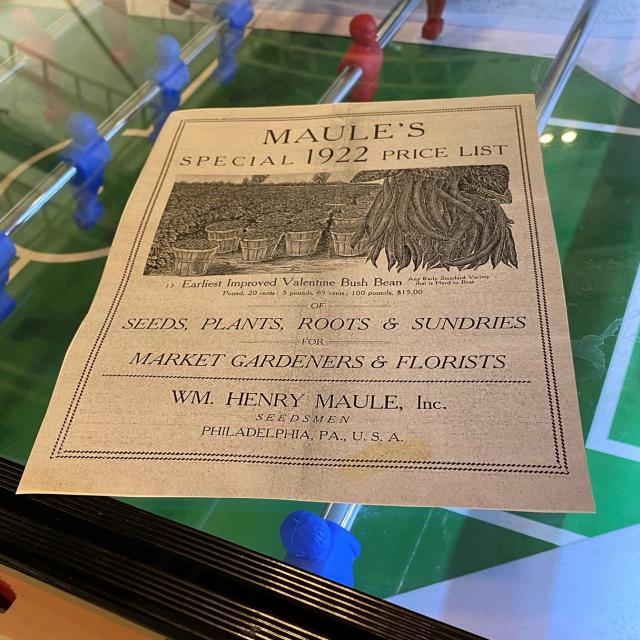 MAULE'S
SPECIAL 1922 PRICE LIST
13 Earliest Improved Valentine Bush Bean
Any Early Standard Variety
that is Hard to Beat
Pound, 20 cents; 5 pounds, 85 cents; 100 pounds, $15.00
OF
SEEDS, PLANTS, ROOTS & SUNDRIES
FOR
MARKET GARDENERS & FLORISTS
WM. HENRY MAULE, Inc.
SEEDSMEN
PHILADELPHIA, PA., U. S. A.